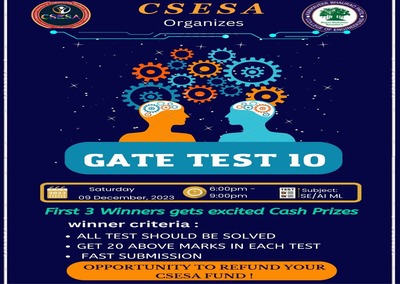 CSESA
CSESA
Organizes
GATE TEST 10
Saturday
09 December, 2023
6:00pm -
9:00pm
Subject:
SE/AI ML
First 3 Winners gets excited Cash Prizes
winner criteria :
• ALL TEST SHOULD BE SOLVED
• GET 20 ABOVE MARKS IN EACH TEST
• FAST SUBMISSION
OPPORTUNITY TO REFUND YOUR
CSESA FUND !